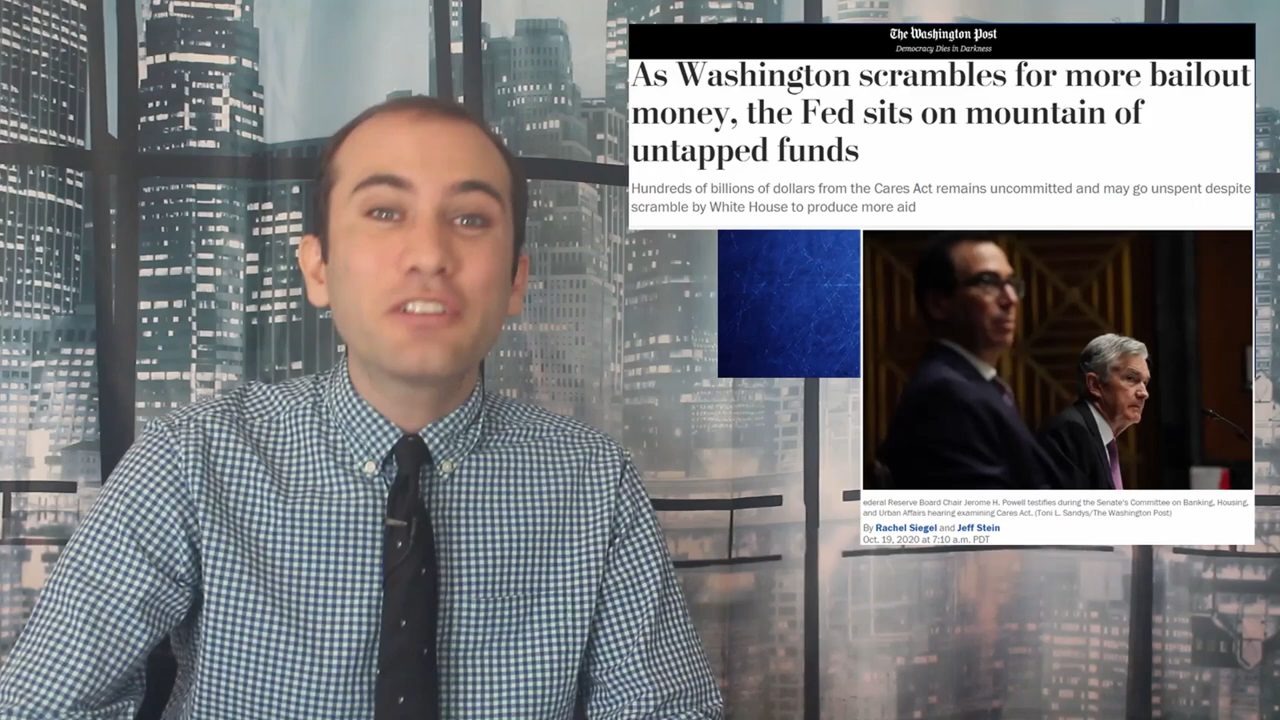 The Washington Post
Democracy Dies in Darkness
As Washington scrambles for more bailout
money, the Fed sits on mountain of
untapped funds
Hundreds of billions of dollars from the Cares Act remains uncommitted and may go unspent despite
scramble by White House to produce more aid
ederal Reserve Board Chair Jerome H. Powell testifies during the Senate's Committee on Banking, Housing,
and Urban Affairs hearing examining Cares Act. (Toni L. Sandys/The Washington Post)
By Rachel Siegel and Jeff Stein
Oct. 19, 2020 at 7:10 a.m. PDT